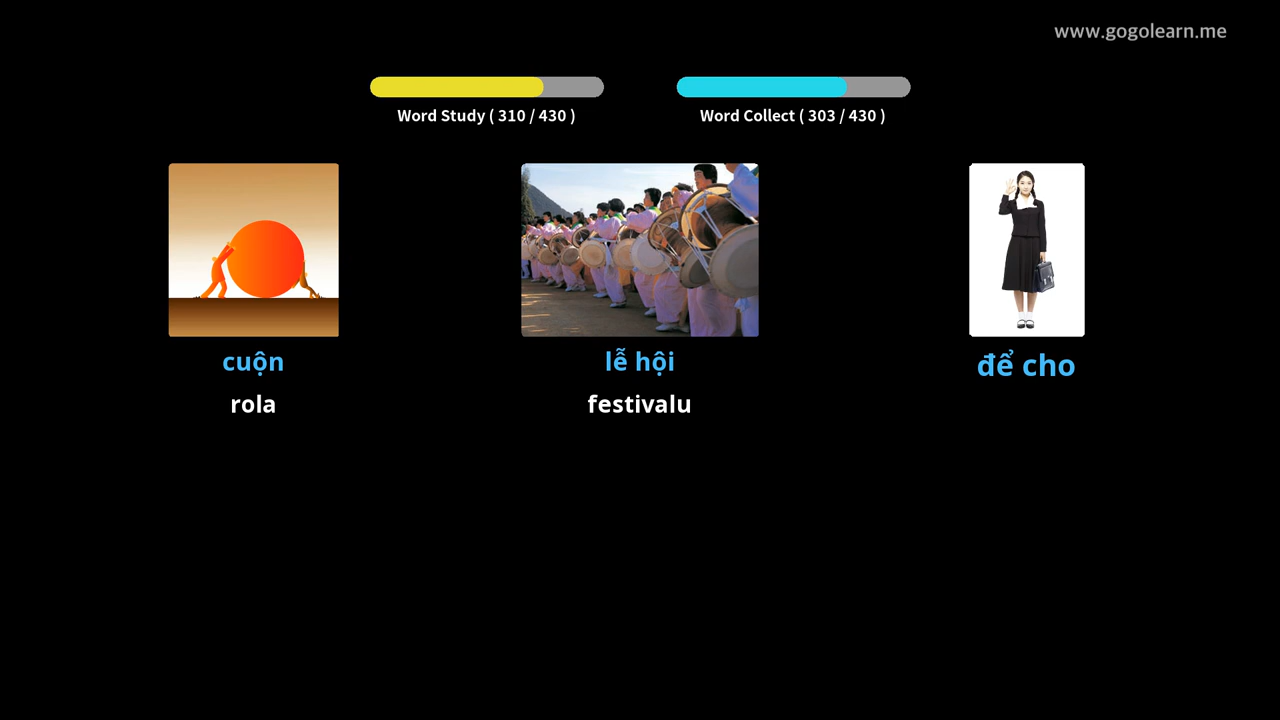 www.gogolearn.me
Word Study ( 310 / 430 )
Word Collect ( 303 / 430 )
cuộn
lễ hội
để cho
rola
festivalu